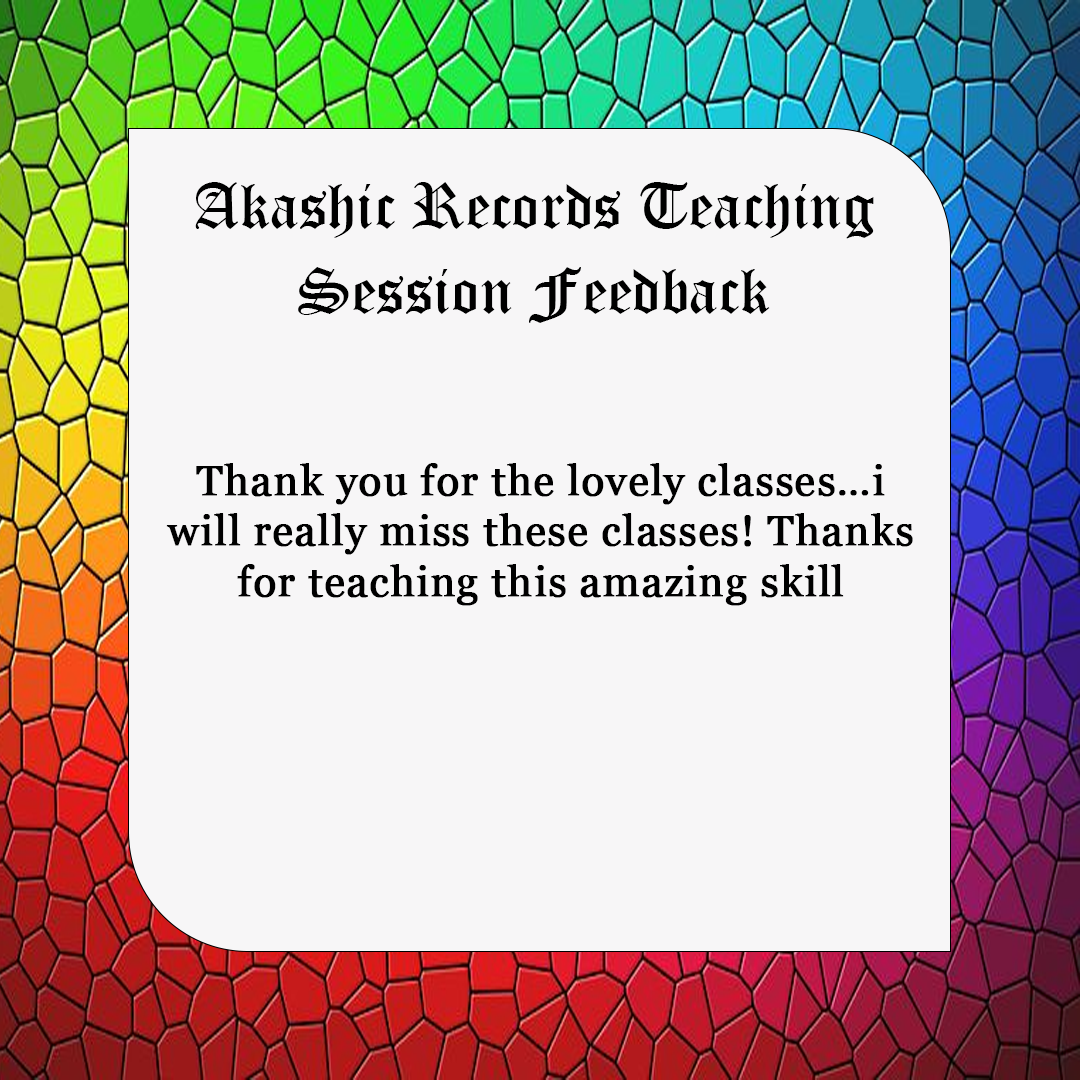 Akashic Records Teaching
Session Feedback
Thank you for the lovely classes...i
will really miss these classes! Thanks
for teaching this amazing skill